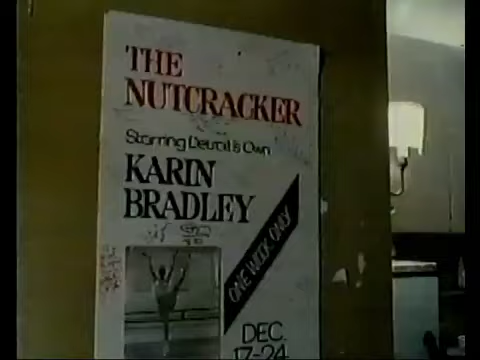 THE
NUTCRACKER
Starring Detroit's Own
KARIN
BRADLEY
ONE WEEK ONLY
DEC.
17-24